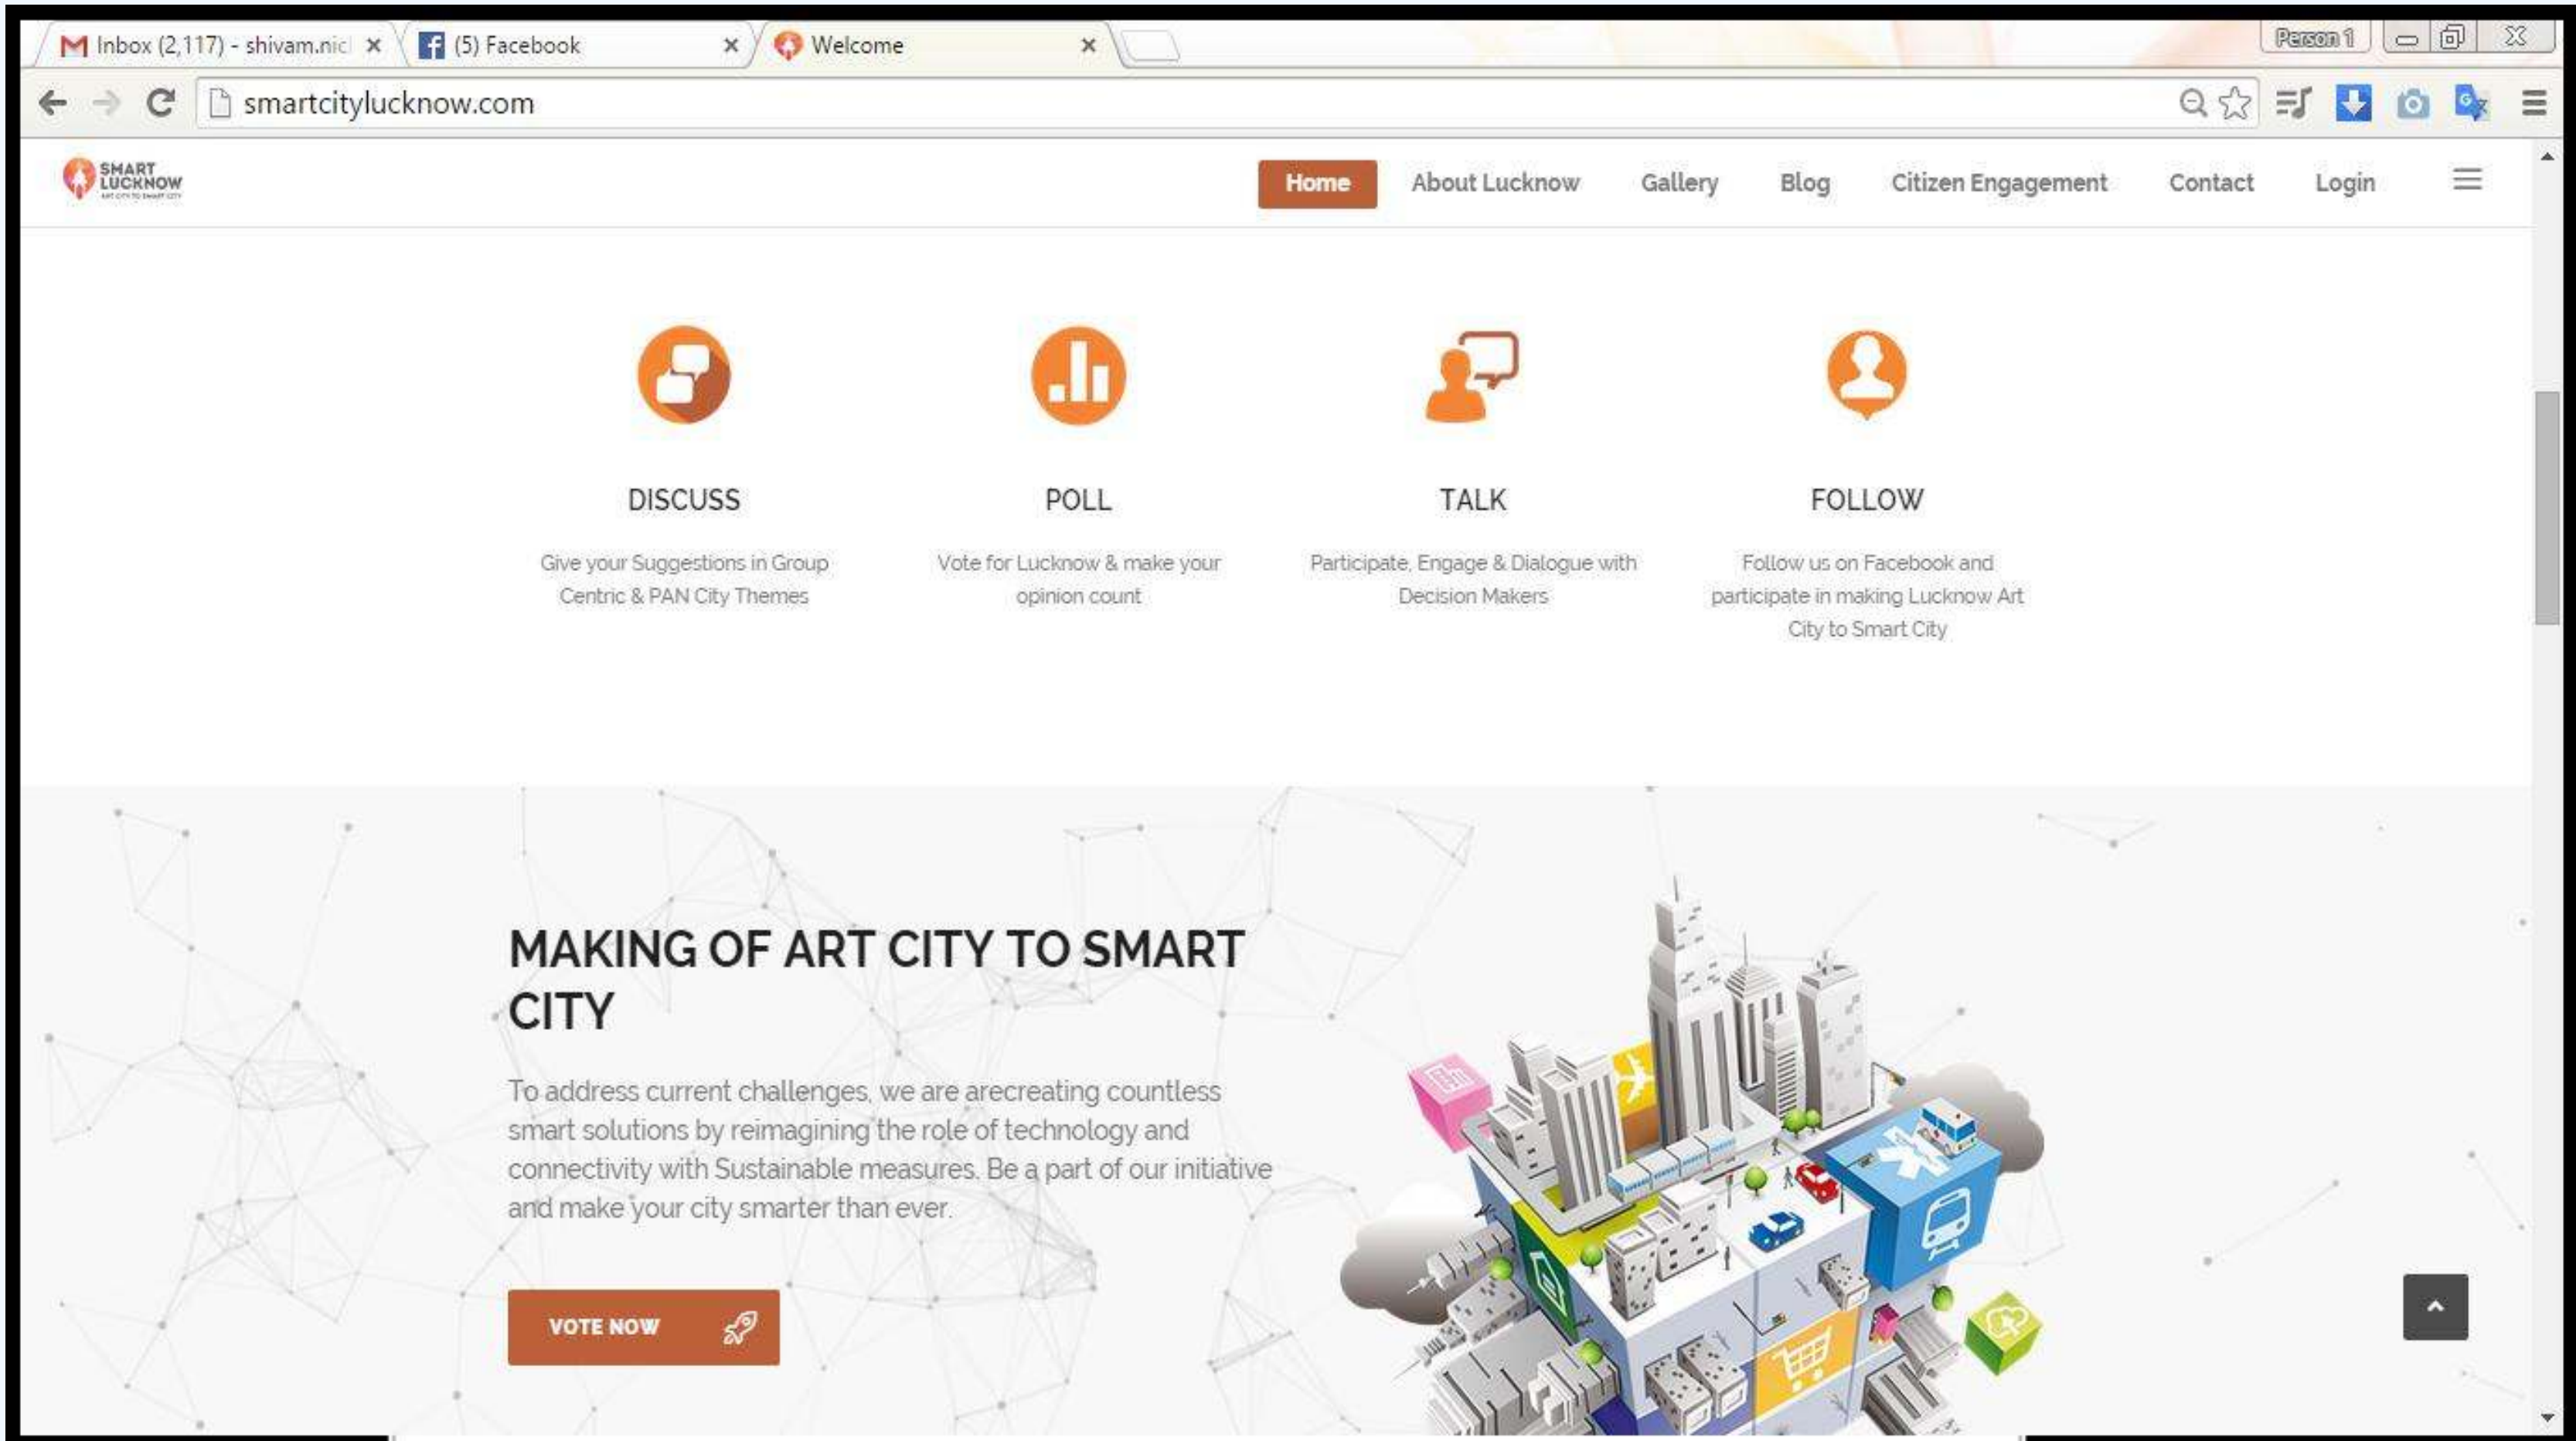 Inbox (2,117) - shivam.nic
(5) Facebook
Welcome
Person 1
smartcitylucknow.com
SMART
LUCKNOW
ART CITY TO SMART CITY
Home
About Lucknow
Gallery
Blog
Citizen Engagement
Contact
Login
DISCUSS
Give your Suggestions in Group
Centric & PAN City Themes
POLL
Vote for Lucknow & make your
opinion count
TALK
Participate, Engage & Dialogue with
Decision Makers
FOLLOW
Follow us on Facebook and
participate in making Lucknow Art
City to Smart City
MAKING OF ART CITY TO SMART
CITY
To address current challenges, we are arecreating countless
smart solutions by reimagining the role of technology and
connectivity with Sustainable measures. Be a part of our initiative
and make your city smarter than ever.
VOTE NOW